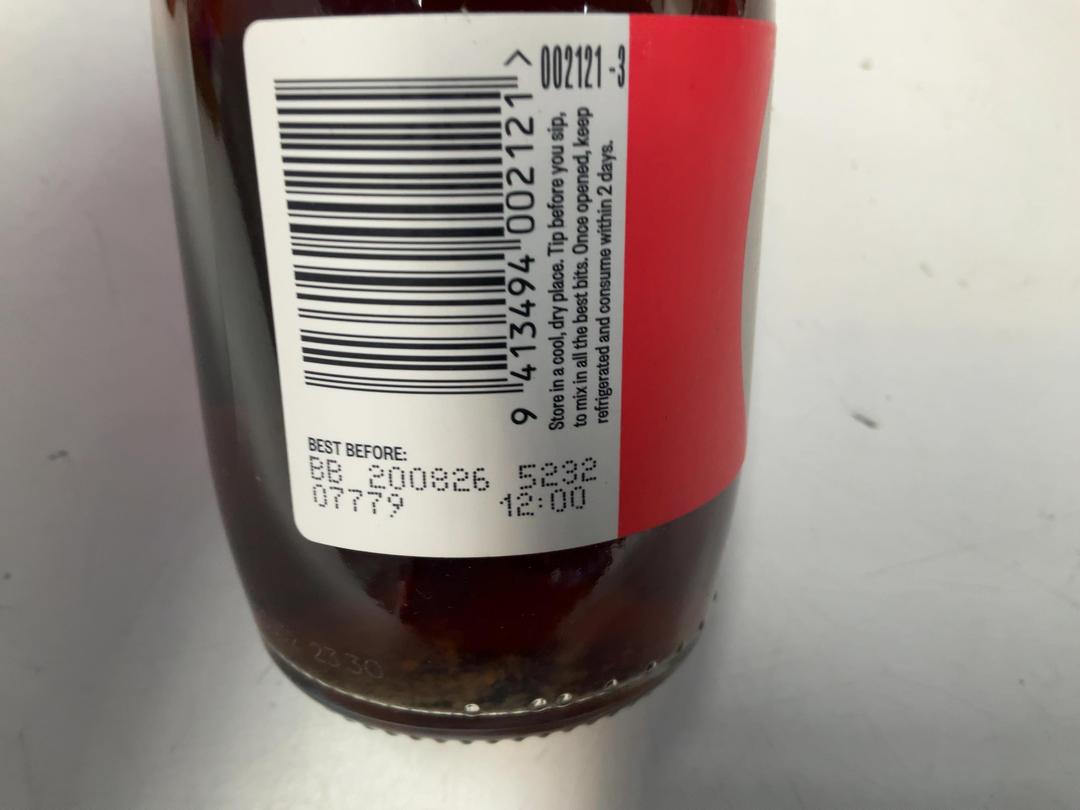 002121 -3
9 413494 002121 >
Store in a cool, dry place. Tip before you sip,
to mix in all the best bits. Once opened, keep
refrigerated and consume within 2 days.
BEST BEFORE:
BB 200826 5232
07779 12:00
23 30